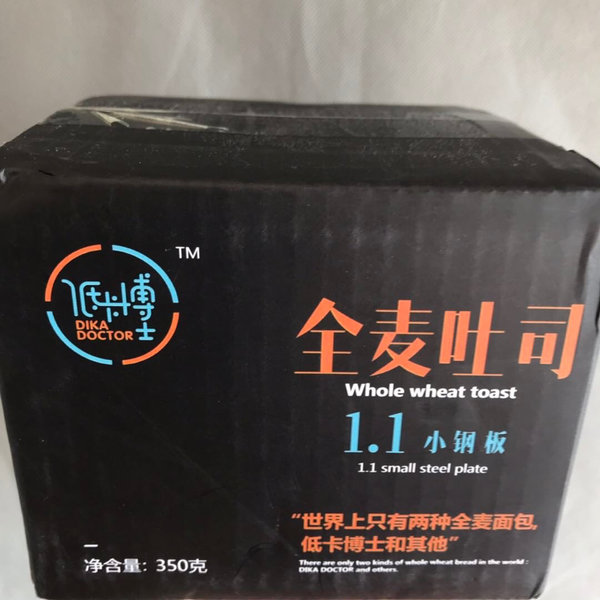 TM
低卡博士
DIKA
DOCTOR
全麦吐司
Whole wheat toast
1.1 小钢板
1.1 small steel plate
“世界上只有两种全麦面包,
低卡博士和其他”
There are only two kinds of whole wheat bread in the world :
DIKA DOCTOR and others.
净含量: 350克